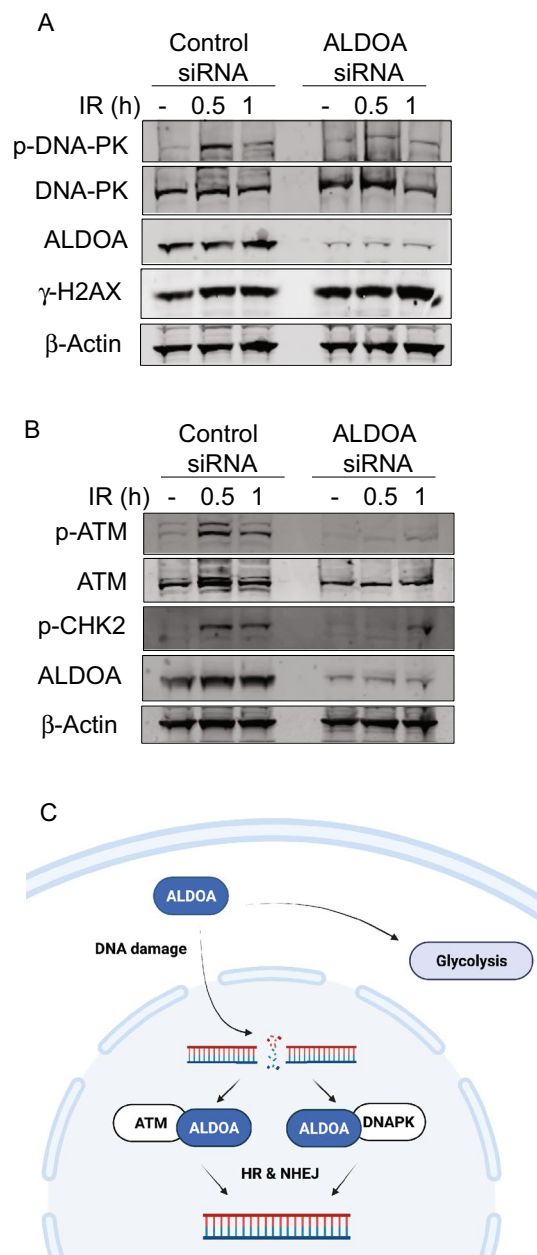 A
Control
siRNA
ALDOA
siRNA
IR (h) - 0.5 1 - 0.5 1
p-DNA-PK
DNA-PK
ALDOA
γ-H2AX
β-Actin
B
Control
siRNA
ALDOA
siRNA
IR (h) - 0.5 1 - 0.5 1
p-ATM
ATM
p-CHK2
ALDOA
β-Actin
C
ALDOA
DNA damage
Glycolysis
ATM ALDOA ALDOA DNAPK
HR & NHEJ